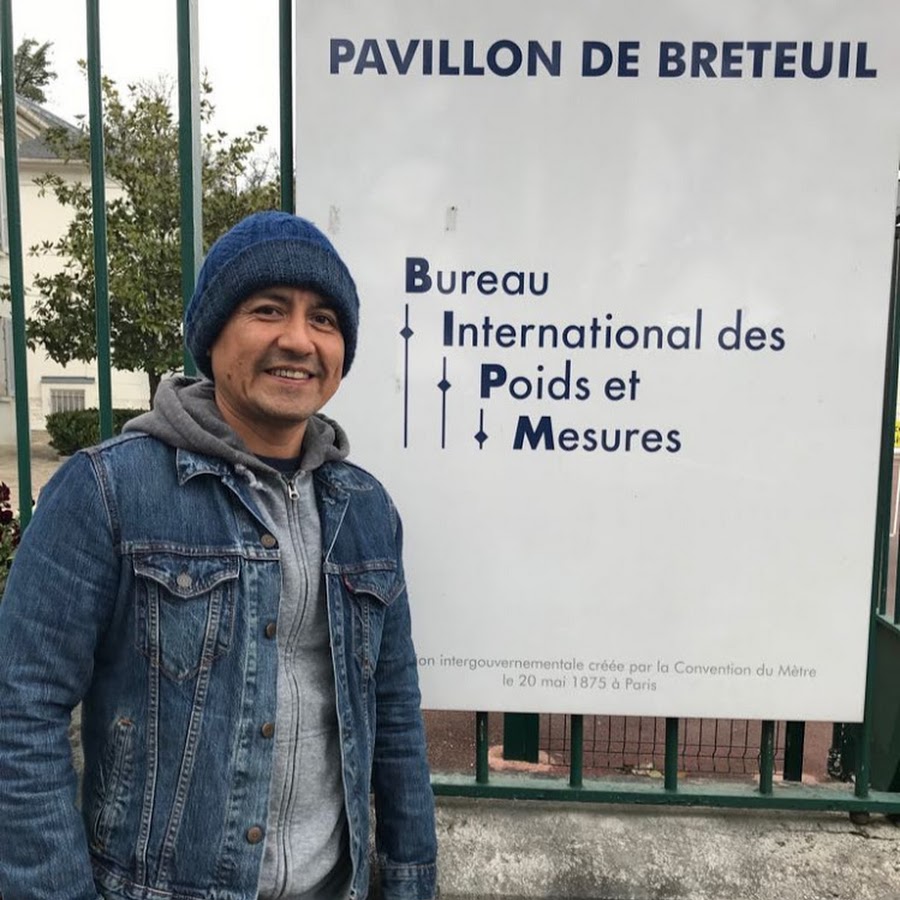 PAVILLON DE BRETEUIL
Bureau
International des
Poids et
Mesures
on intergouvernementale créée par la Convention du Mètre
le 20 mai 1875 à Paris